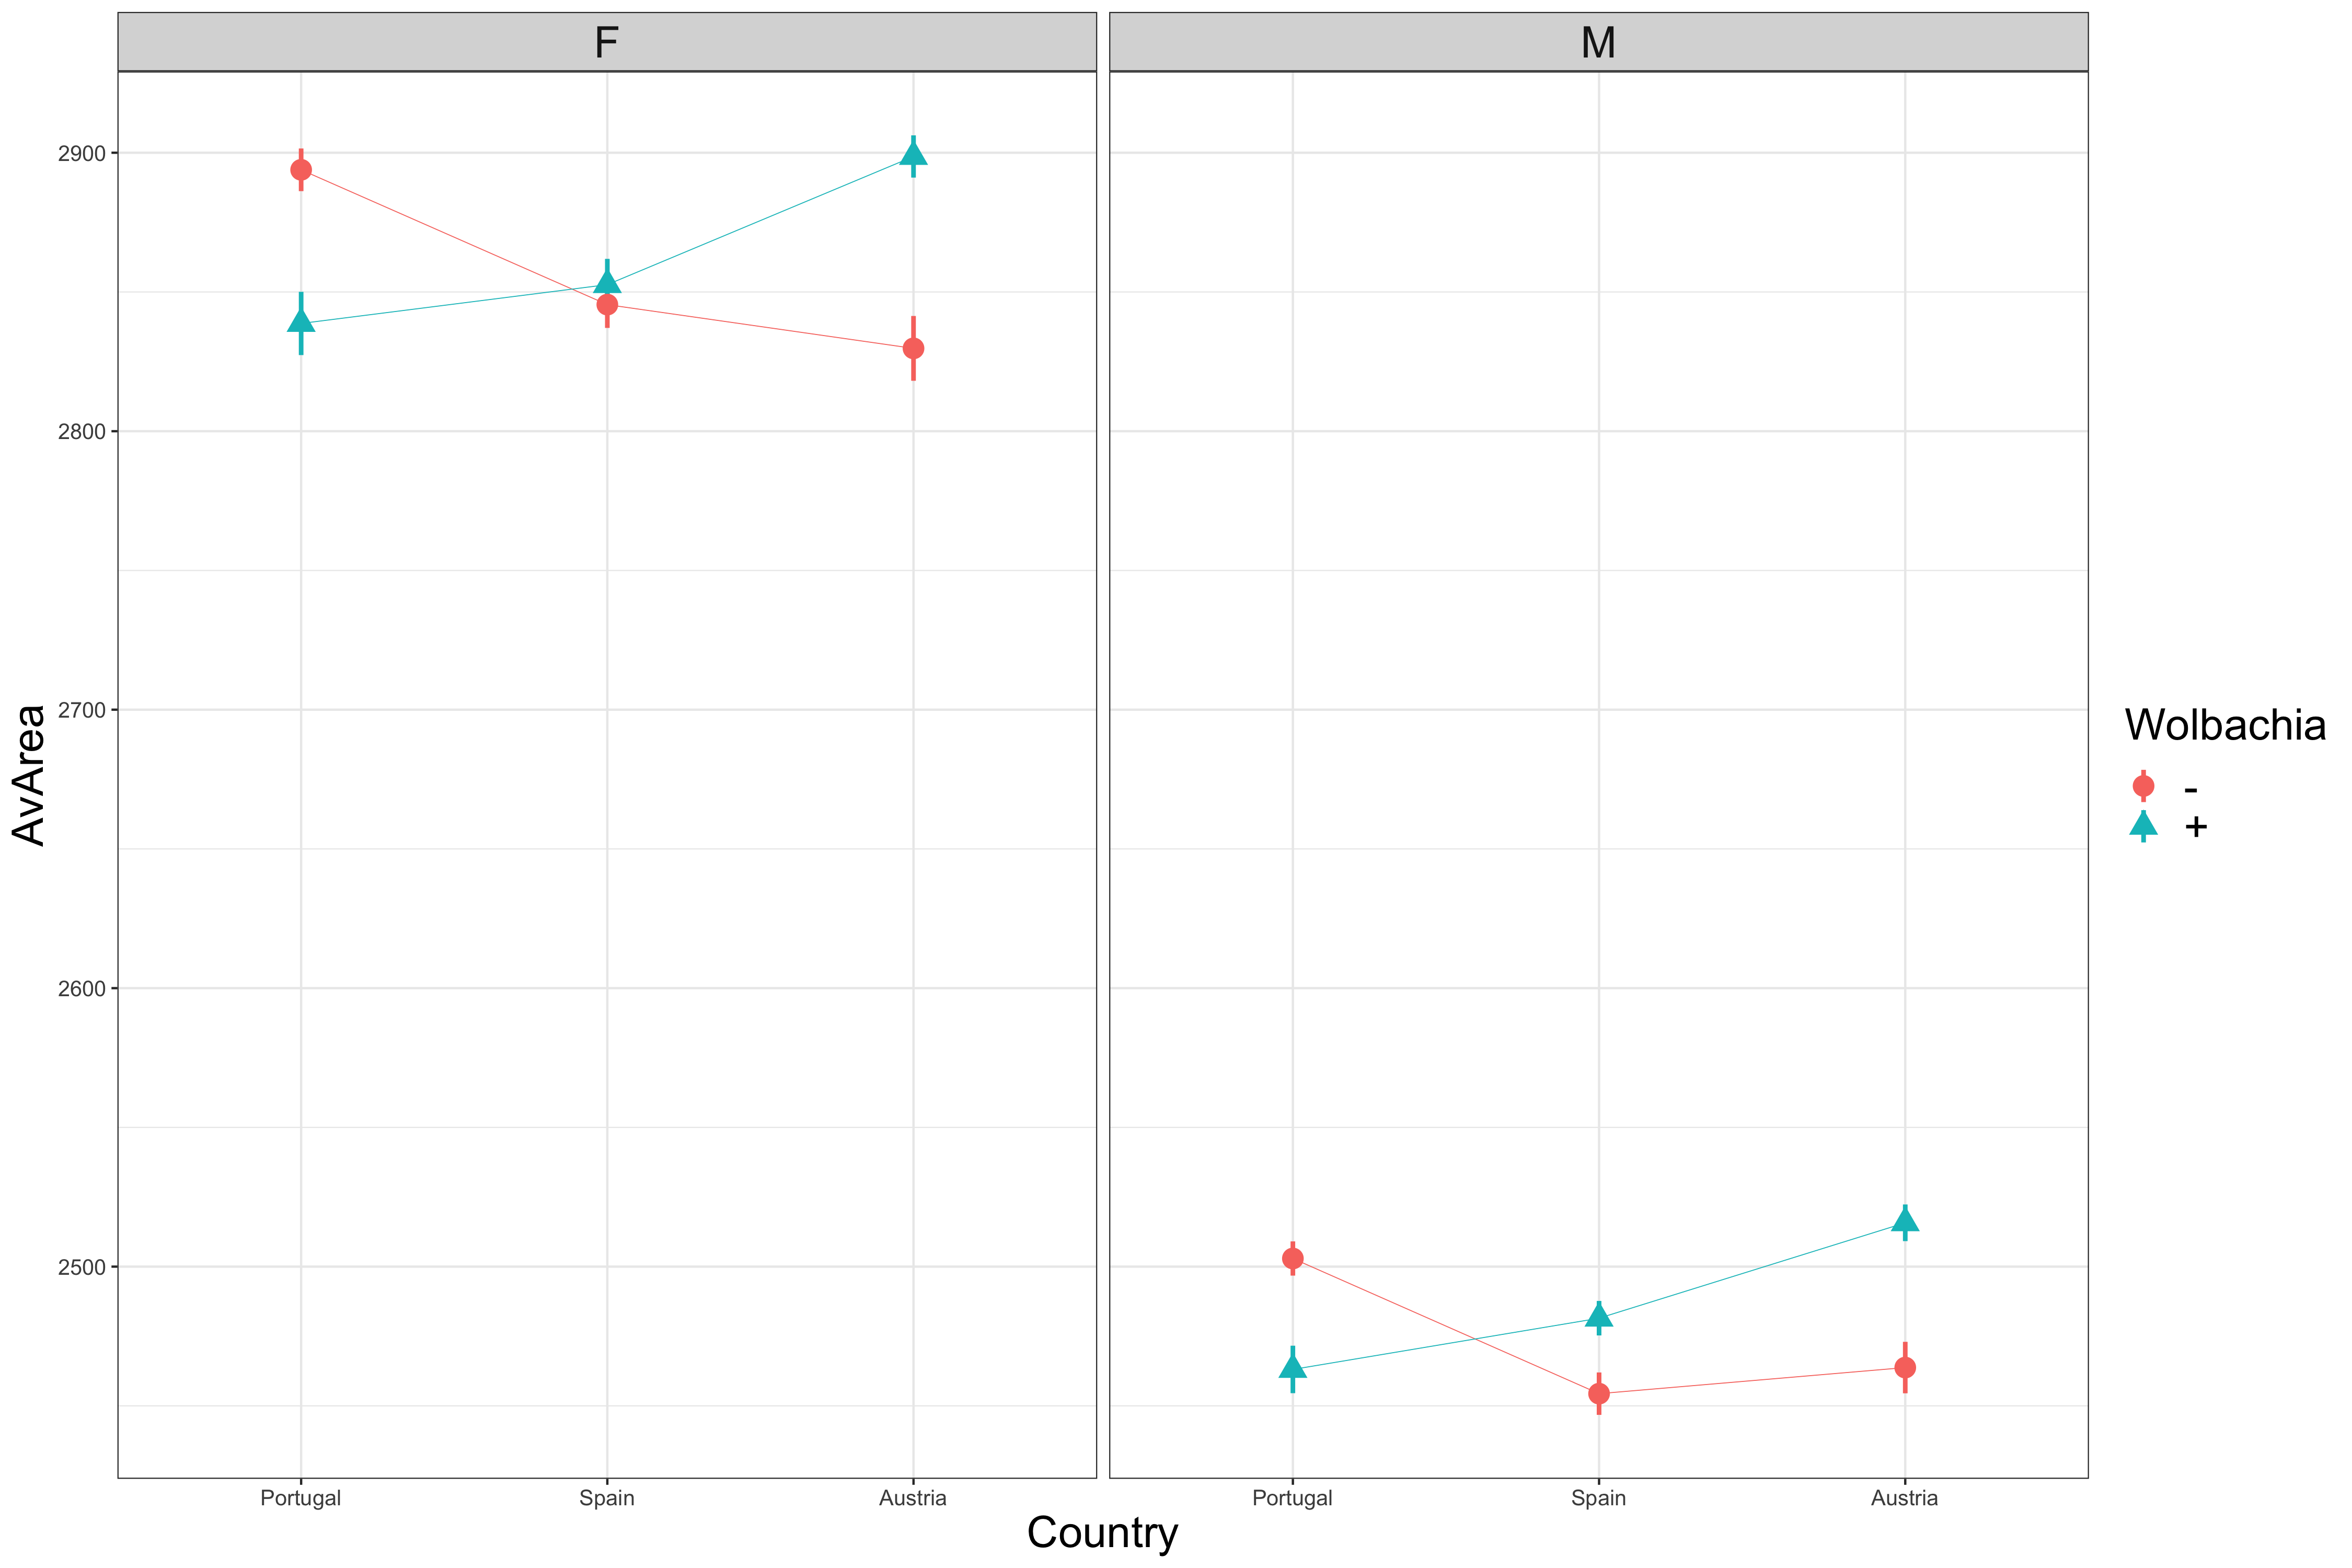 F
M
2900
2800
2700
2600
2500
AvArea
Portugal
Spain
Austria
Portugal
Spain
Austria
Country
Wolbachia
-
+